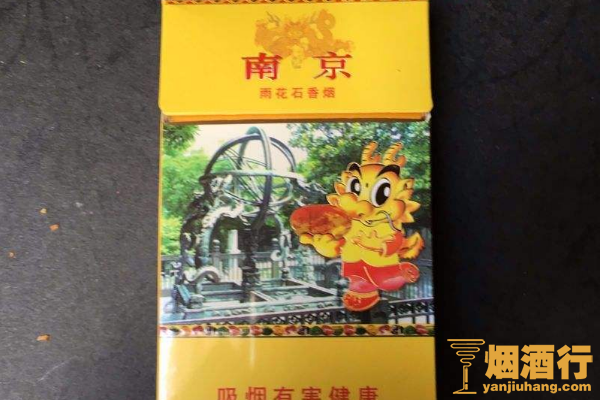 南京
雨花石香烟
吸烟有害健康
烟酒行
yanjiuhang.com